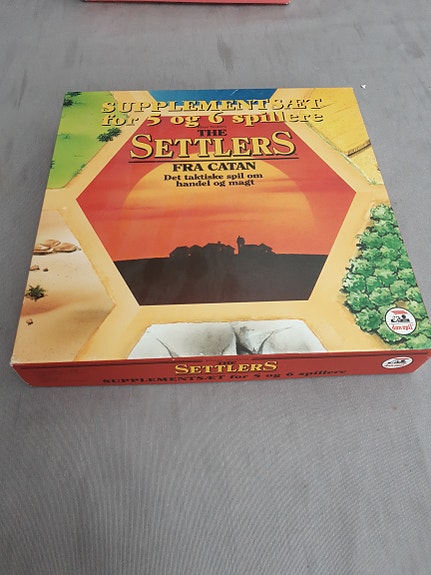 SUPPLEMENTSÆT
for 5 og 6 spillere
THE
SETTLERS
FRA CATAN
Det taktiske spil om
handel og magt
THE
SETTLERS
SUPPLEMENTSÆT for 5 og 6 spillere